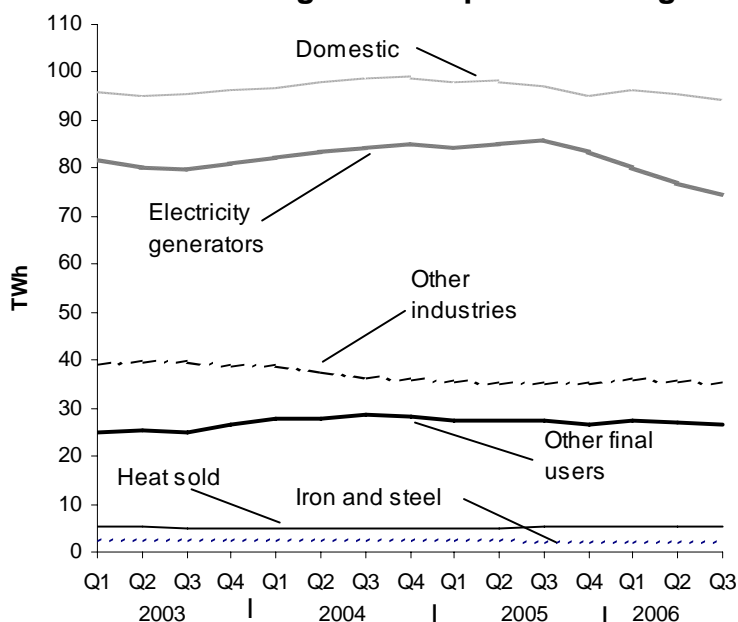 110
100
90
80
70
60
50
40
30
20
10
0
TWh
Domestic
Electricity
generators
Other
industries
Other final
users
Heat sold
Iron and steel
Q1 Q2 Q3 Q4 Q1 Q2 Q3 Q4 Q1 Q2 Q3 Q4 Q1 Q2 Q3
2003 2004 2005 2006